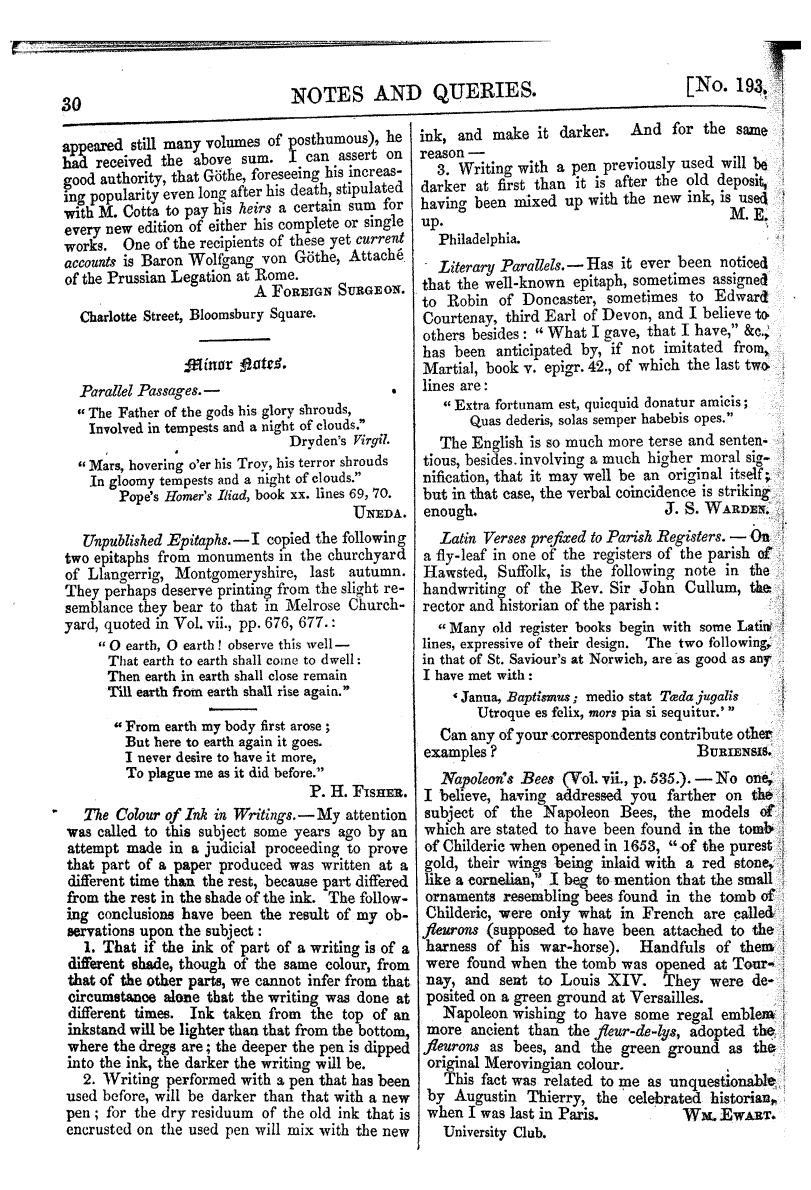 30
NOTES AND QUERIES.
[No. 193.
appeared still many volumes of posthumous), he
had received the above sum. I can assert on
good authority, that Göthe, foreseeing his increas-
ing popularity even long after his death, stipulated
with M. Cotta to pay his heirs a certain sum for
every new edition of either his complete or single
works. One of the recipients of these yet current
accounts is Baron Wolfgang von Göthe, Attaché
of the Prussian Legation at Rome.
A FOREIGN SURGEON.
Charlotte Street, Bloomsbury Square.
Minor Notes.
Parallel Passages.—
“The Father of the gods his glory shrouds,
Involved in tempests and a night of clouds.”
Dryden's Virgil.
“Mars, hovering o'er his Troy, his terror shrouds
In gloomy tempests and a night of clouds.”
Pope's Homer's Iliad, book xx. lines 69, 70.
UNEDA.
Unpublished Epitaphs.—I copied the following
two epitaphs from monuments in the churchyard
of Llangerrig, Montgomeryshire, last autumn.
They perhaps deserve printing from the slight re-
semblance they bear to that in Melrose Church-
yard, quoted in Vol. vii., pp. 676, 677.:
“O earth, O earth! observe this well—
That earth to earth shall come to dwell:
Then earth in earth shall close remain
Till earth from earth shall rise again.”
“From earth my body first arose;
But here to earth again it goes.
I never desire to have it more,
To plague me as it did before.”
P. H. FISHER.
The Colour of Ink in Writings.—My attention
was called to this subject some years ago by an
attempt made in a judicial proceeding to prove
that part of a paper produced was written at a
different time than the rest, because part differed
from the rest in the shade of the ink. The follow-
ing conclusions have been the result of my ob-
servations upon the subject:
1. That if the ink of part of a writing is of a
different shade, though of the same colour, from
that of the other parts, we cannot infer from that
circumstance alone that the writing was done at
different times. Ink taken from the top of an
inkstand will be lighter than that from the bottom,
where the dregs are; the deeper the pen is dipped
into the ink, the darker the writing will be.
2. Writing performed with a pen that has been
used before, will be darker than that with a new
pen; for the dry residuum of the old ink that is
encrusted on the used pen will mix with the new
ink, and make it darker. And for the same
reason—
3. Writing with a pen previously used will be
darker at first than it is after the old deposit,
having been mixed up with the new ink, is used
up.
M. E.
Philadelphia.
Literary Parallels.—Has it ever been noticed
that the well-known epitaph, sometimes assigned
to Robin of Doncaster, sometimes to Edward
Courtenay, third Earl of Devon, and I believe to
others besides: “What I gave, that I have,” &c.,
has been anticipated by, if not imitated from,
Martial, book v. epigr. 42., of which the last two
lines are:
“Extra fortunam est, quicquid donatur amicis;
Quas dederis, solas semper habebis opes.”
The English is so much more terse and senten-
tious, besides involving a much higher moral sig-
nification, that it may well be an original itself;
but in that case, the verbal coincidence is striking
enough.
J. S. WARDEN.
Latin Verses prefixed to Parish Registers.—On
a fly-leaf in one of the registers of the parish of
Hawsted, Suffolk, is the following note in the
handwriting of the Rev. Sir John Cullum, the
rector and historian of the parish:
“Many old register books begin with some Latin
lines, expressive of their design. The two following,
in that of St. Saviour's at Norwich, are as good as any
I have met with:
‘Janua, Baptismus; medio stat Tæda jugalis
Utroque es felix, mors pia si sequitur.’”
Can any of your correspondents contribute other
examples?
BURIENSIS.
Napoleon's Bees (Vol. vii., p. 535.).—No one,
I believe, having addressed you farther on the
subject of the Napoleon Bees, the models of
which are stated to have been found in the tomb
of Childeric when opened in 1653, “of the purest
gold, their wings being inlaid with a red stone,
like a cornelian,” I beg to mention that the small
ornaments resembling bees found in the tomb of
Childeric, were only what in French are called
fleurons (supposed to have been attached to the
harness of his war-horse). Handfuls of them
were found when the tomb was opened at Tour-
nay, and sent to Louis XIV. They were de-
posited on a green ground at Versailles.
Napoleon wishing to have some regal emblem
more ancient than the fleur-de-lys, adopted the
fleurons as bees, and the green ground as the
original Merovingian colour.
This fact was related to me as unquestionable
by Augustin Thierry, the celebrated historian,
when I was last in Paris.
WM. EWART.
University Club.